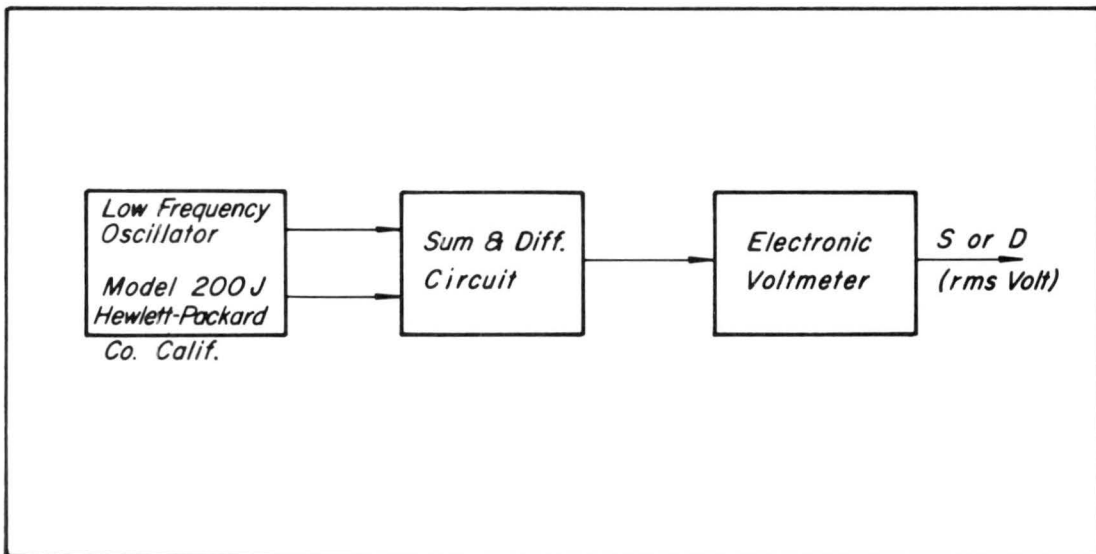 Low Frequency
Oscillator
Model 200J
Hewlett-Packard
Co. Calif.
Sum & Diff.
Circuit
Electronic
Voltmeter
S or D
(rms Volt)